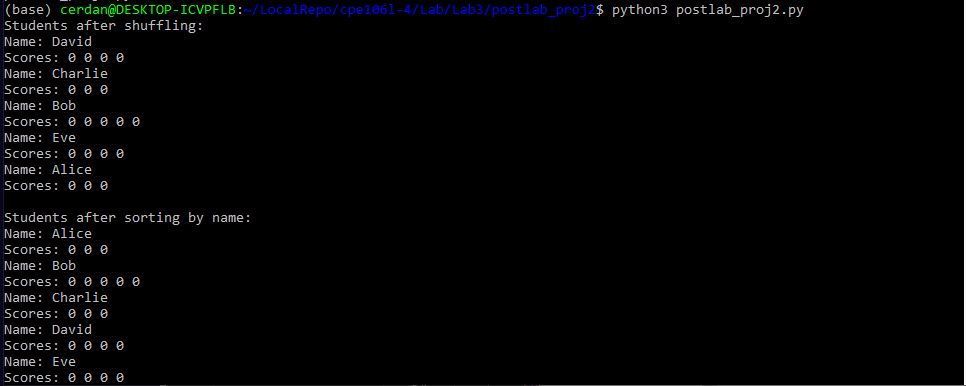 (base) cerdan@DESKTOP-ICVPFLB:~/LocalRepo/cpe106l-4/Lab/Lab3/postlab_proj2$ python3 postlab_proj2.py
Students after shuffling:
Name: David
Scores: 0 0 0 0
Name: Charlie
Scores: 0 0 0
Name: Bob
Scores: 0 0 0 0 0
Name: Eve
Scores: 0 0 0 0
Name: Alice
Scores: 0 0 0

Students after sorting by name:
Name: Alice
Scores: 0 0 0
Name: Bob
Scores: 0 0 0 0 0
Name: Charlie
Scores: 0 0 0
Name: David
Scores: 0 0 0 0
Name: Eve
Scores: 0 0 0 0